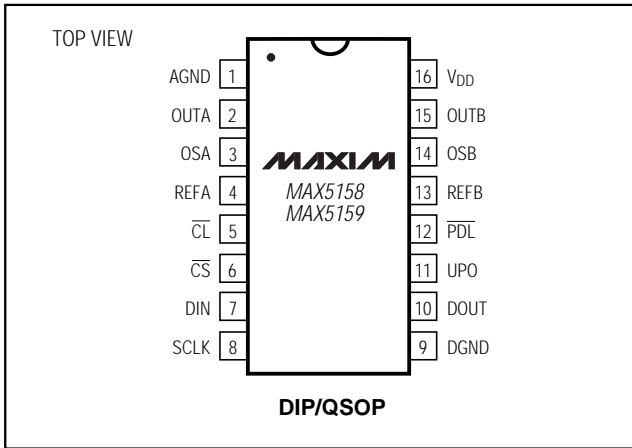 TOP VIEW
AGND 1
16 VDD
OUTA 2
15 OUTB
OSA 3
MAXIM
14 OSB
REFA 4
MAX5158
13 REFB
MAX5159
CL 5
12 PDL
CS 6
11 UPO
DIN 7
10 DOUT
SCLK 8
9 DGND
DIP/QSOP